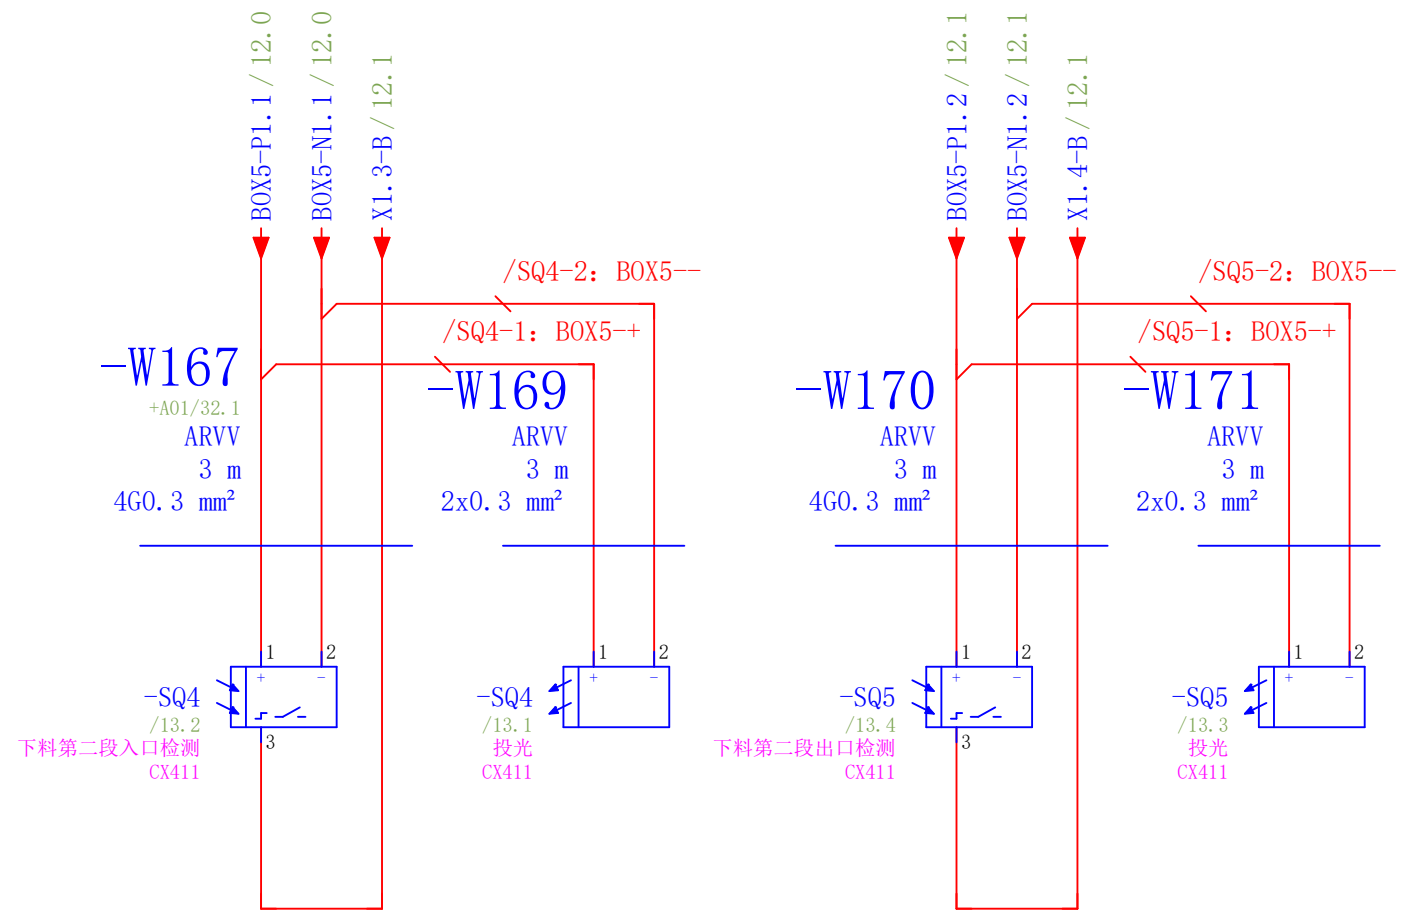 BOX5-P1.1/12.0
BOX5-N1.1/12.0
X1.3-B/12.1
BOX5-P1.2/12.1
BOX5-N1.2/12.1
X1.4-B/12.1
/SQ4-2: BOX5--
/SQ4-1: BOX5-+
/SQ5-2: BOX5--
/SQ5-1: BOX5-+
-W167
+A01/32.1
ARVV
3 m
4G0.3 mm²
-W169
ARVV
3 m
2x0.3 mm²
-W170
ARVV
3 m
4G0.3 mm²
-W171
ARVV
3 m
2x0.3 mm²
1 2
+ -
-SQ4
/13.2
下料第二段入口检测
CX411
3
1 2
+ -
-SQ4
/13.1
投光
CX411
1 2
+ -
-SQ5
/13.4
下料第二段出口检测
CX411
3
1 2
+ -
-SQ5
/13.3
投光
CX411